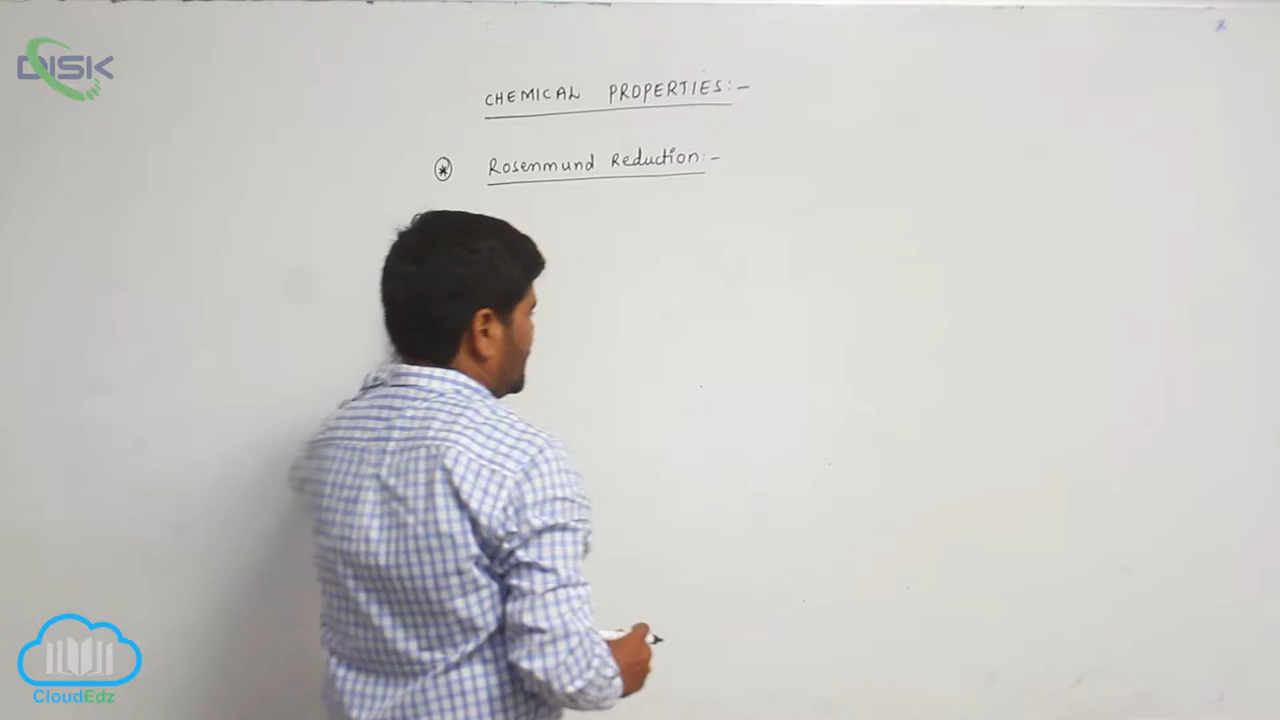 DISK
CHEMICAL PROPERTIES:-
* Rosenmund Reduction:-
CloudEdz